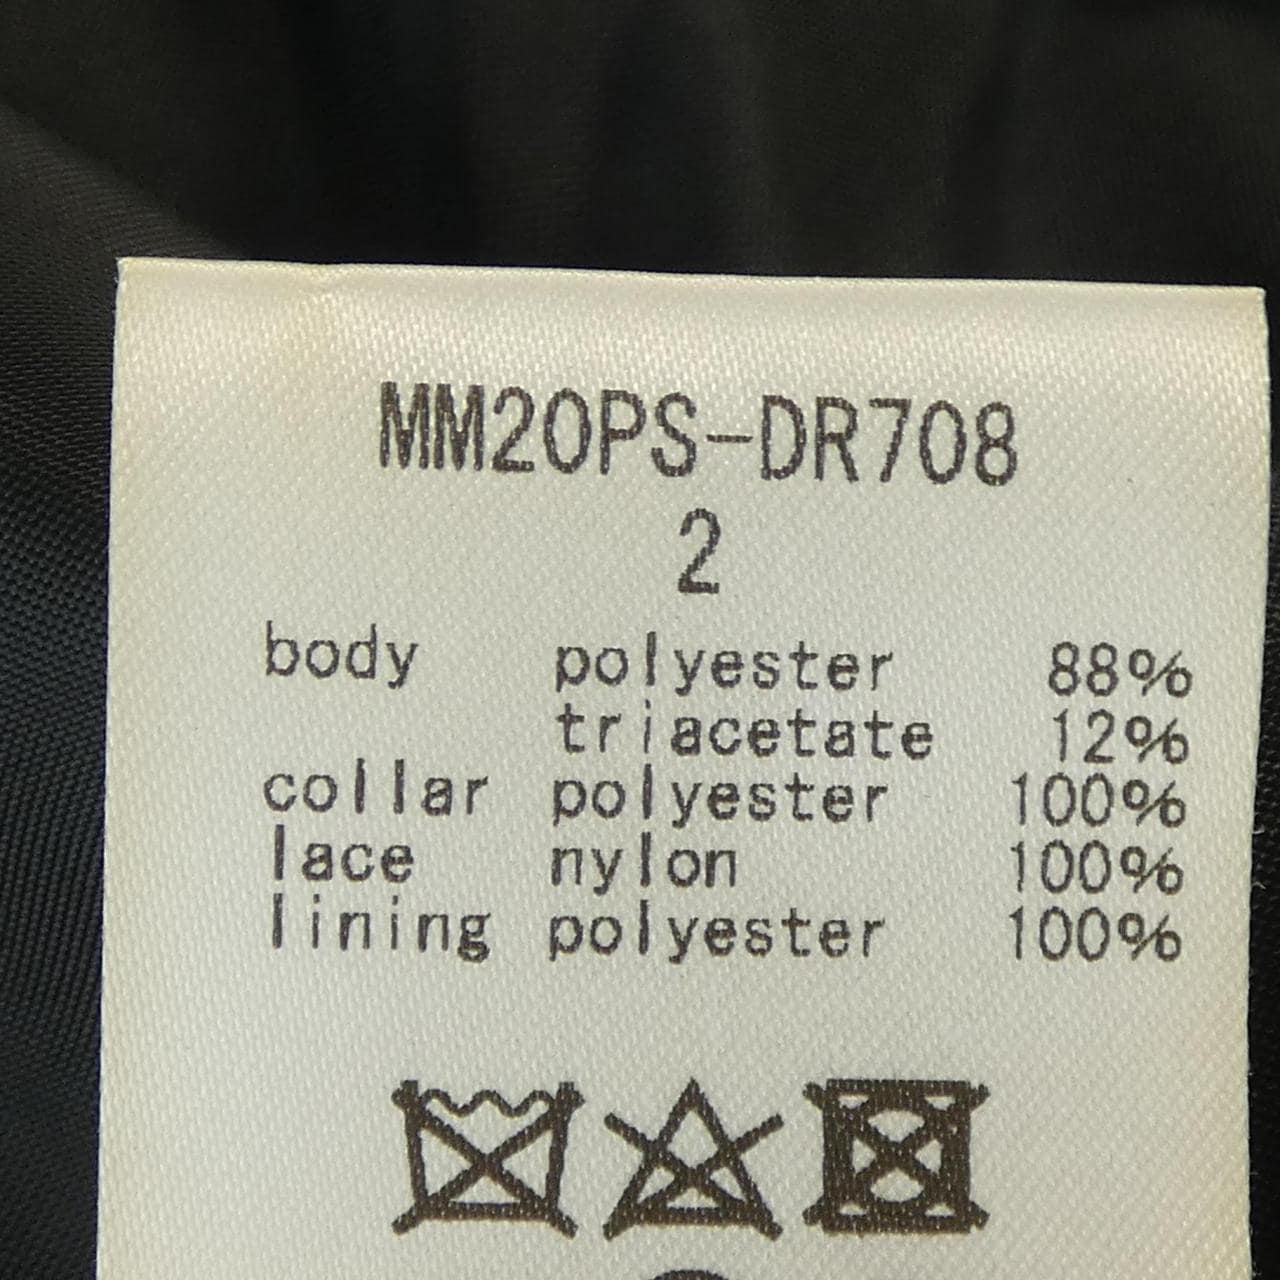 MM20PS-DR708
2
body polyester 88%
triacetate 12%
collar polyester 100%
lace nylon 100%
lining polyester 100%